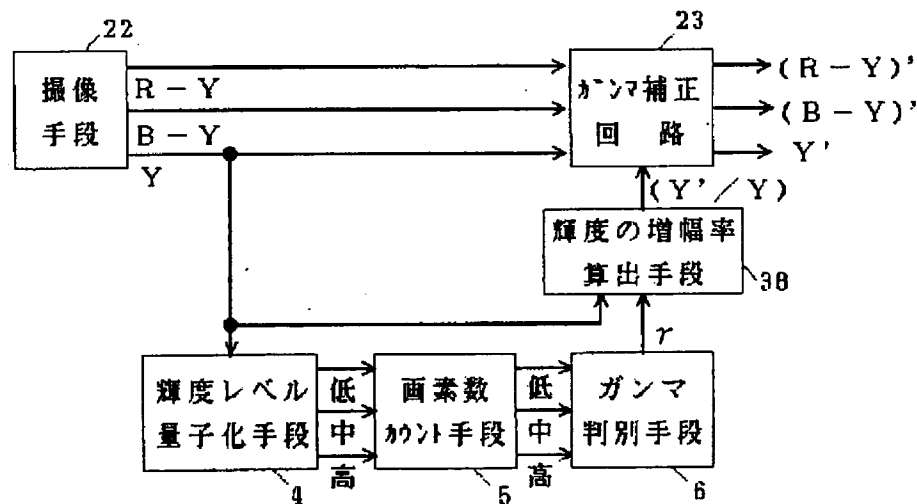 22
撮像
手段
R－Y
B－Y
Y
23
ガンマ補正
回路
(R－Y)'
(B－Y)'
Y'
(Y'／Y)
輝度の増幅率
算出手段
38
γ
輝度レベル
量子化手段
4
低
中
高
画素数
カウント手段
5
低
中
高
ガンマ
判別手段
6